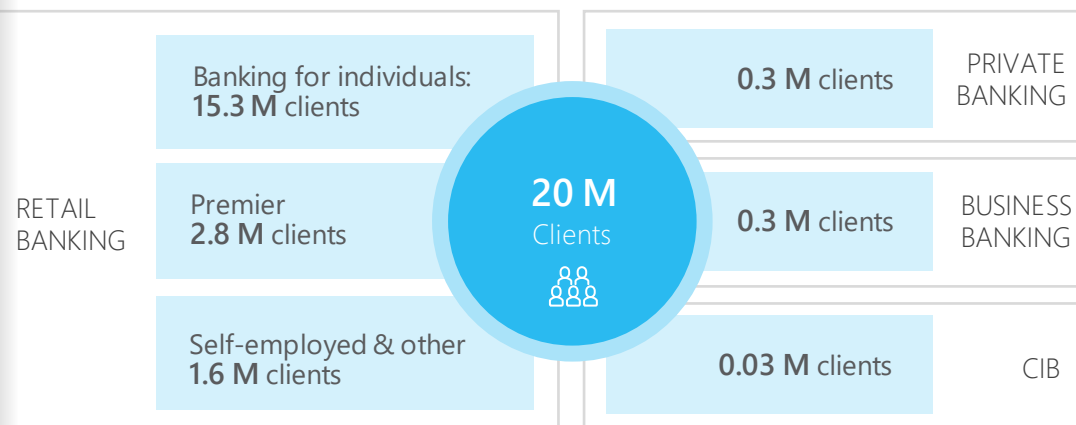 RETAIL
BANKING
Banking for individuals:
15.3 M clients
Premier
2.8 M clients
Self-employed & other
1.6 M clients
20 M
Clients
0.3 M clients
PRIVATE
BANKING
0.3 M clients
BUSINESS
BANKING
0.03 M clients
CIB